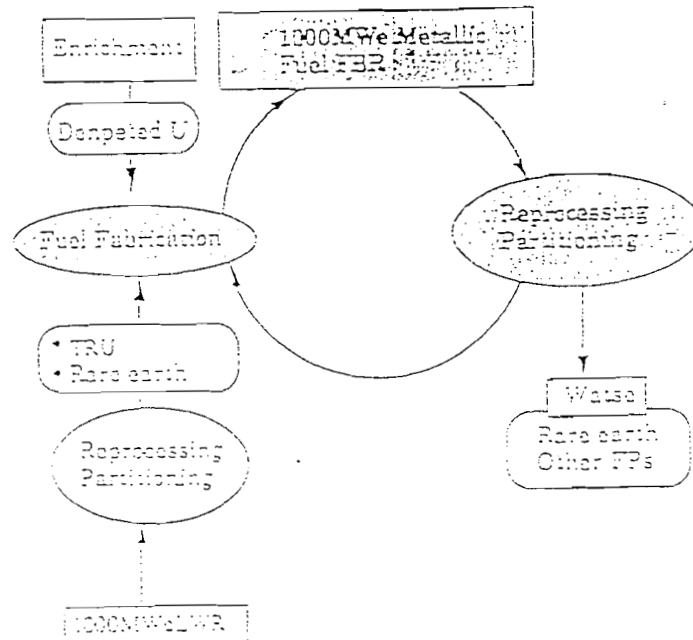 Enrichment
1000MWe Metallic
Fuel FBR
Denpeted U
Fuel Fabrication
Reprocessing
Partitioning
• TRU
• Rare earth
Watse
Rare earth
Other FPs
Reprocessing
Partitioning
1000MWeLWR